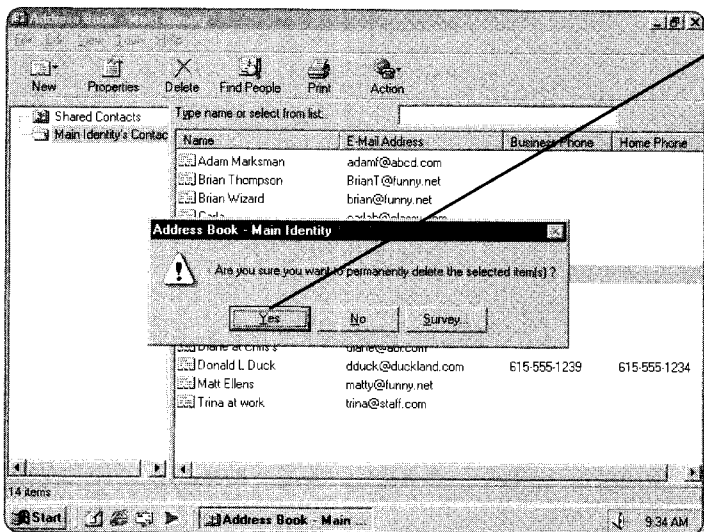 Address Book - Main Identity
New Properties Delete Find People Print Action
Shared Contacts
Main Identity's Contac
Type name or select from list:
Name E-Mail Address Business Phone Home Phone
Adam Marksman adamf@abcd.com
Brian Thompson BrianT@funny.net
Brian Wizard brian@funny.net
Carla
Address Book - Main Identity
Are you sure you want to permanently delete the selected item(s) ?
Yes No Survey...
Donald L Duck dduck@duckland.com 615-555-1239 615-555-1234
Matt Ellens matty@funny.net
Trina at work trina@staff.com
14 items
Start Address Book - Main ... 9:34 AM